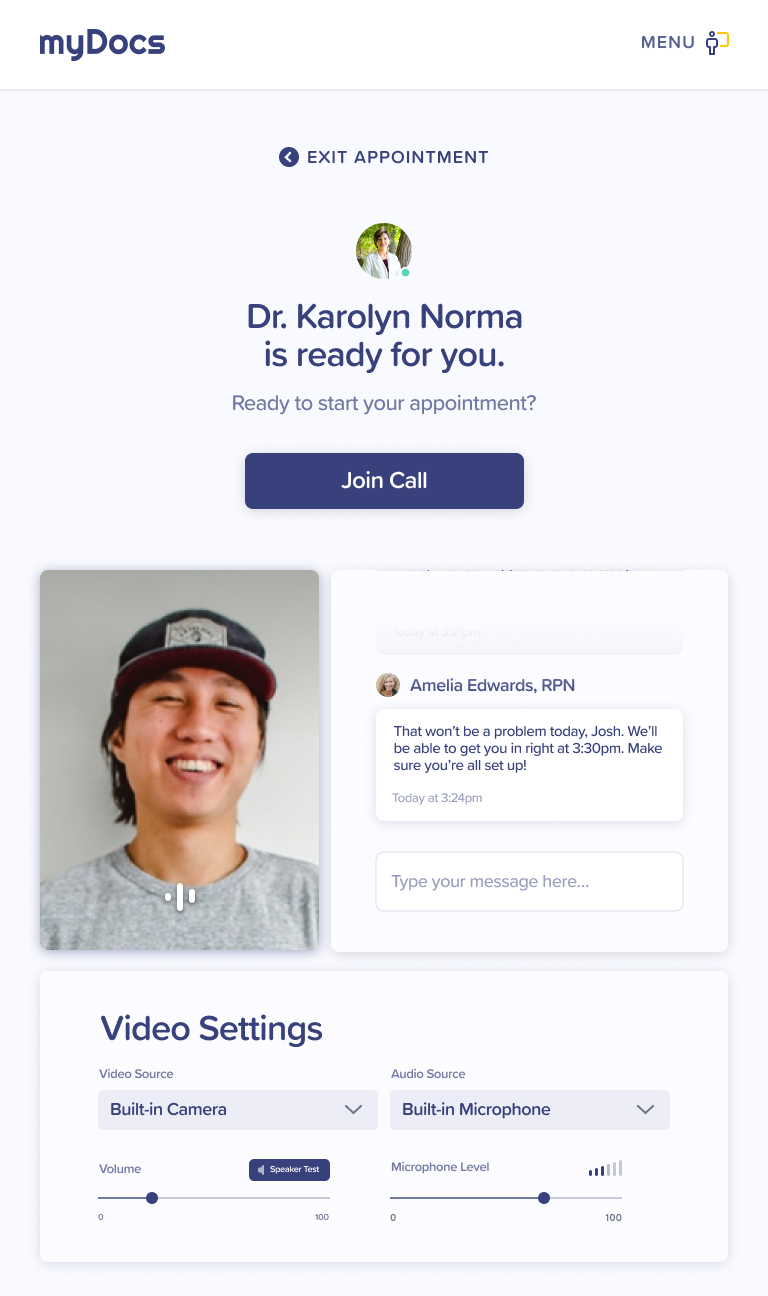 myDocs
MENU
EXIT APPOINTMENT
Dr. Karolyn Norma
is ready for you.
Ready to start your appointment?
Join Call
Today at 3:21pm
Amelia Edwards, RPN
That won’t be a problem today, Josh. We’ll
be able to get you in right at 3:30pm. Make
sure you’re all set up!
Today at 3:24pm
Type your message here...
Video Settings
Video Source
Audio Source
Built-in Camera
Built-in Microphone
Volume
Speaker Test
Microphone Level
0
100
0
100